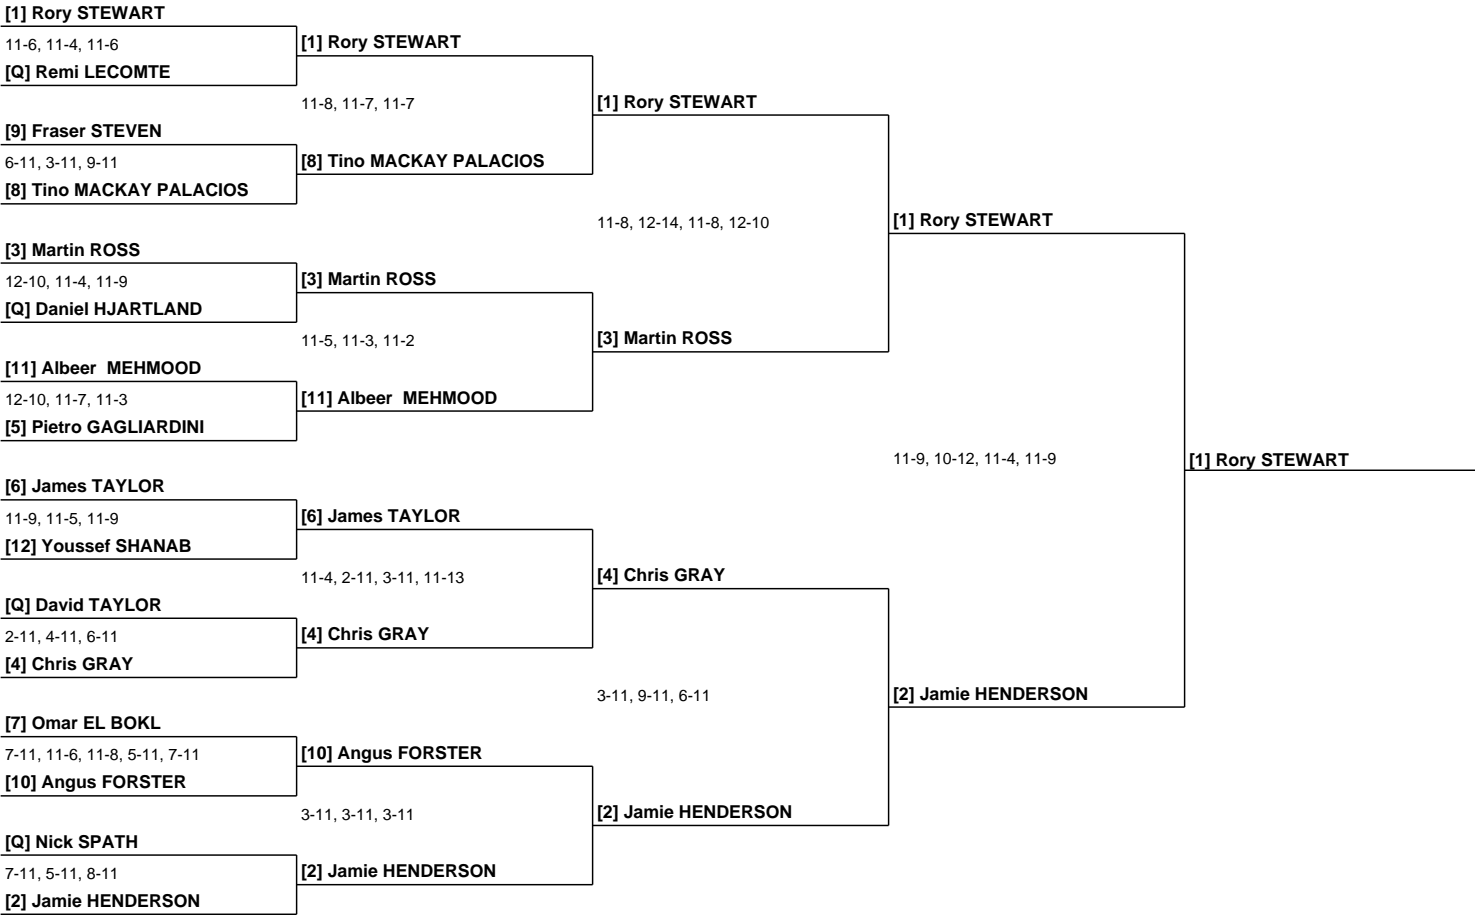 [1] Rory STEWART
11-6, 11-4, 11-6
[Q] Remi LECOMTE
[9] Fraser STEVEN
6-11, 3-11, 9-11
[8] Tino MACKAY PALACIOS
[3] Martin ROSS
12-10, 11-4, 11-9
[Q] Daniel HJARTLAND
[11] Albeer  MEHMOOD
12-10, 11-7, 11-3
[5] Pietro GAGLIARDINI
[6] James TAYLOR
11-9, 11-5, 11-9
[12] Youssef SHANAB
[Q] David TAYLOR
2-11, 4-11, 6-11
[4] Chris GRAY
[7] Omar EL BOKL
7-11, 11-6, 11-8, 5-11, 7-11
[10] Angus FORSTER
[Q] Nick SPATH
7-11, 5-11, 8-11
[2] Jamie HENDERSON
[1] Rory STEWART
11-8, 11-7, 11-7
[8] Tino MACKAY PALACIOS
[3] Martin ROSS
11-5, 11-3, 11-2
[11] Albeer  MEHMOOD
[6] James TAYLOR
11-4, 2-11, 3-11, 11-13
[4] Chris GRAY
[10] Angus FORSTER
3-11, 3-11, 3-11
[2] Jamie HENDERSON
[1] Rory STEWART
11-8, 12-14, 11-8, 12-10
[3] Martin ROSS
[4] Chris GRAY
3-11, 9-11, 6-11
[2] Jamie HENDERSON
[1] Rory STEWART
11-9, 10-12, 11-4, 11-9
[2] Jamie HENDERSON
[1] Rory STEWART